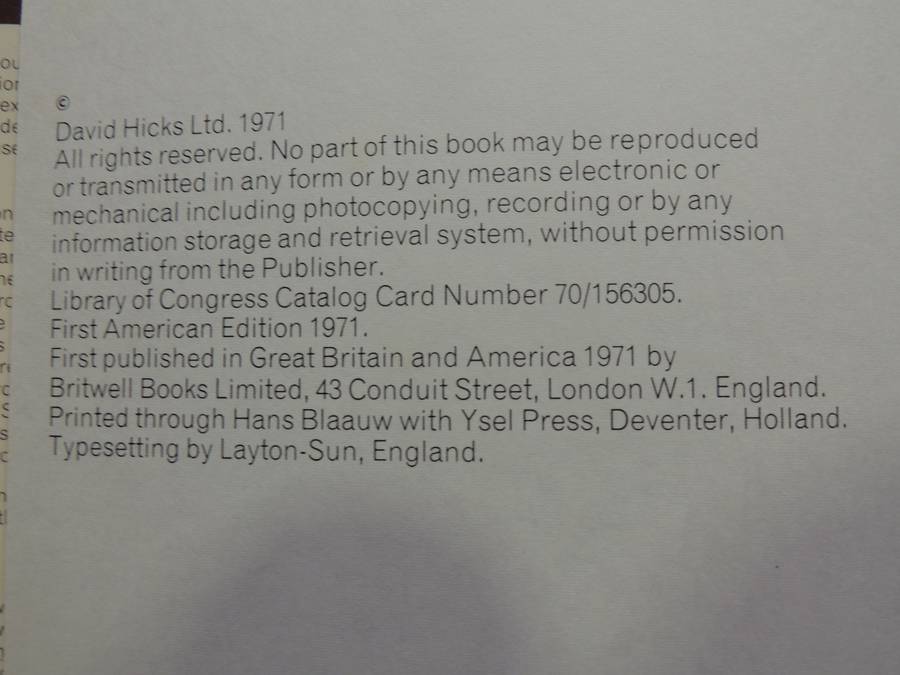 ©
David Hicks Ltd. 1971
All rights reserved. No part of this book may be reproduced
or transmitted in any form or by any means electronic or
mechanical including photocopying, recording or by any
information storage and retrieval system, without permission
in writing from the Publisher.
Library of Congress Catalog Card Number 70/156305.
First American Edition 1971.
First published in Great Britain and America 1971 by
Britwell Books Limited, 43 Conduit Street, London W.1. England.
Printed through Hans Blaauw with Ysel Press, Deventer, Holland.
Typesetting by Layton-Sun, England.